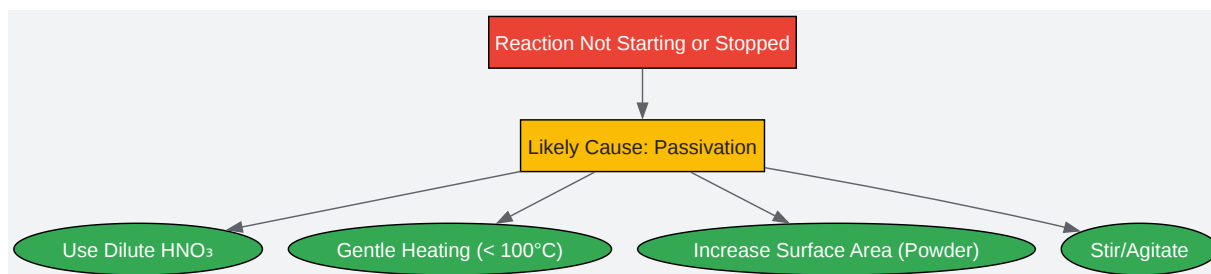 Reaction Not Starting or Stopped
Likely Cause: Passivation
Use Dilute HNO₃
Gentle Heating (< 100°C)
Increase Surface Area (Powder)
Stir/Agitate